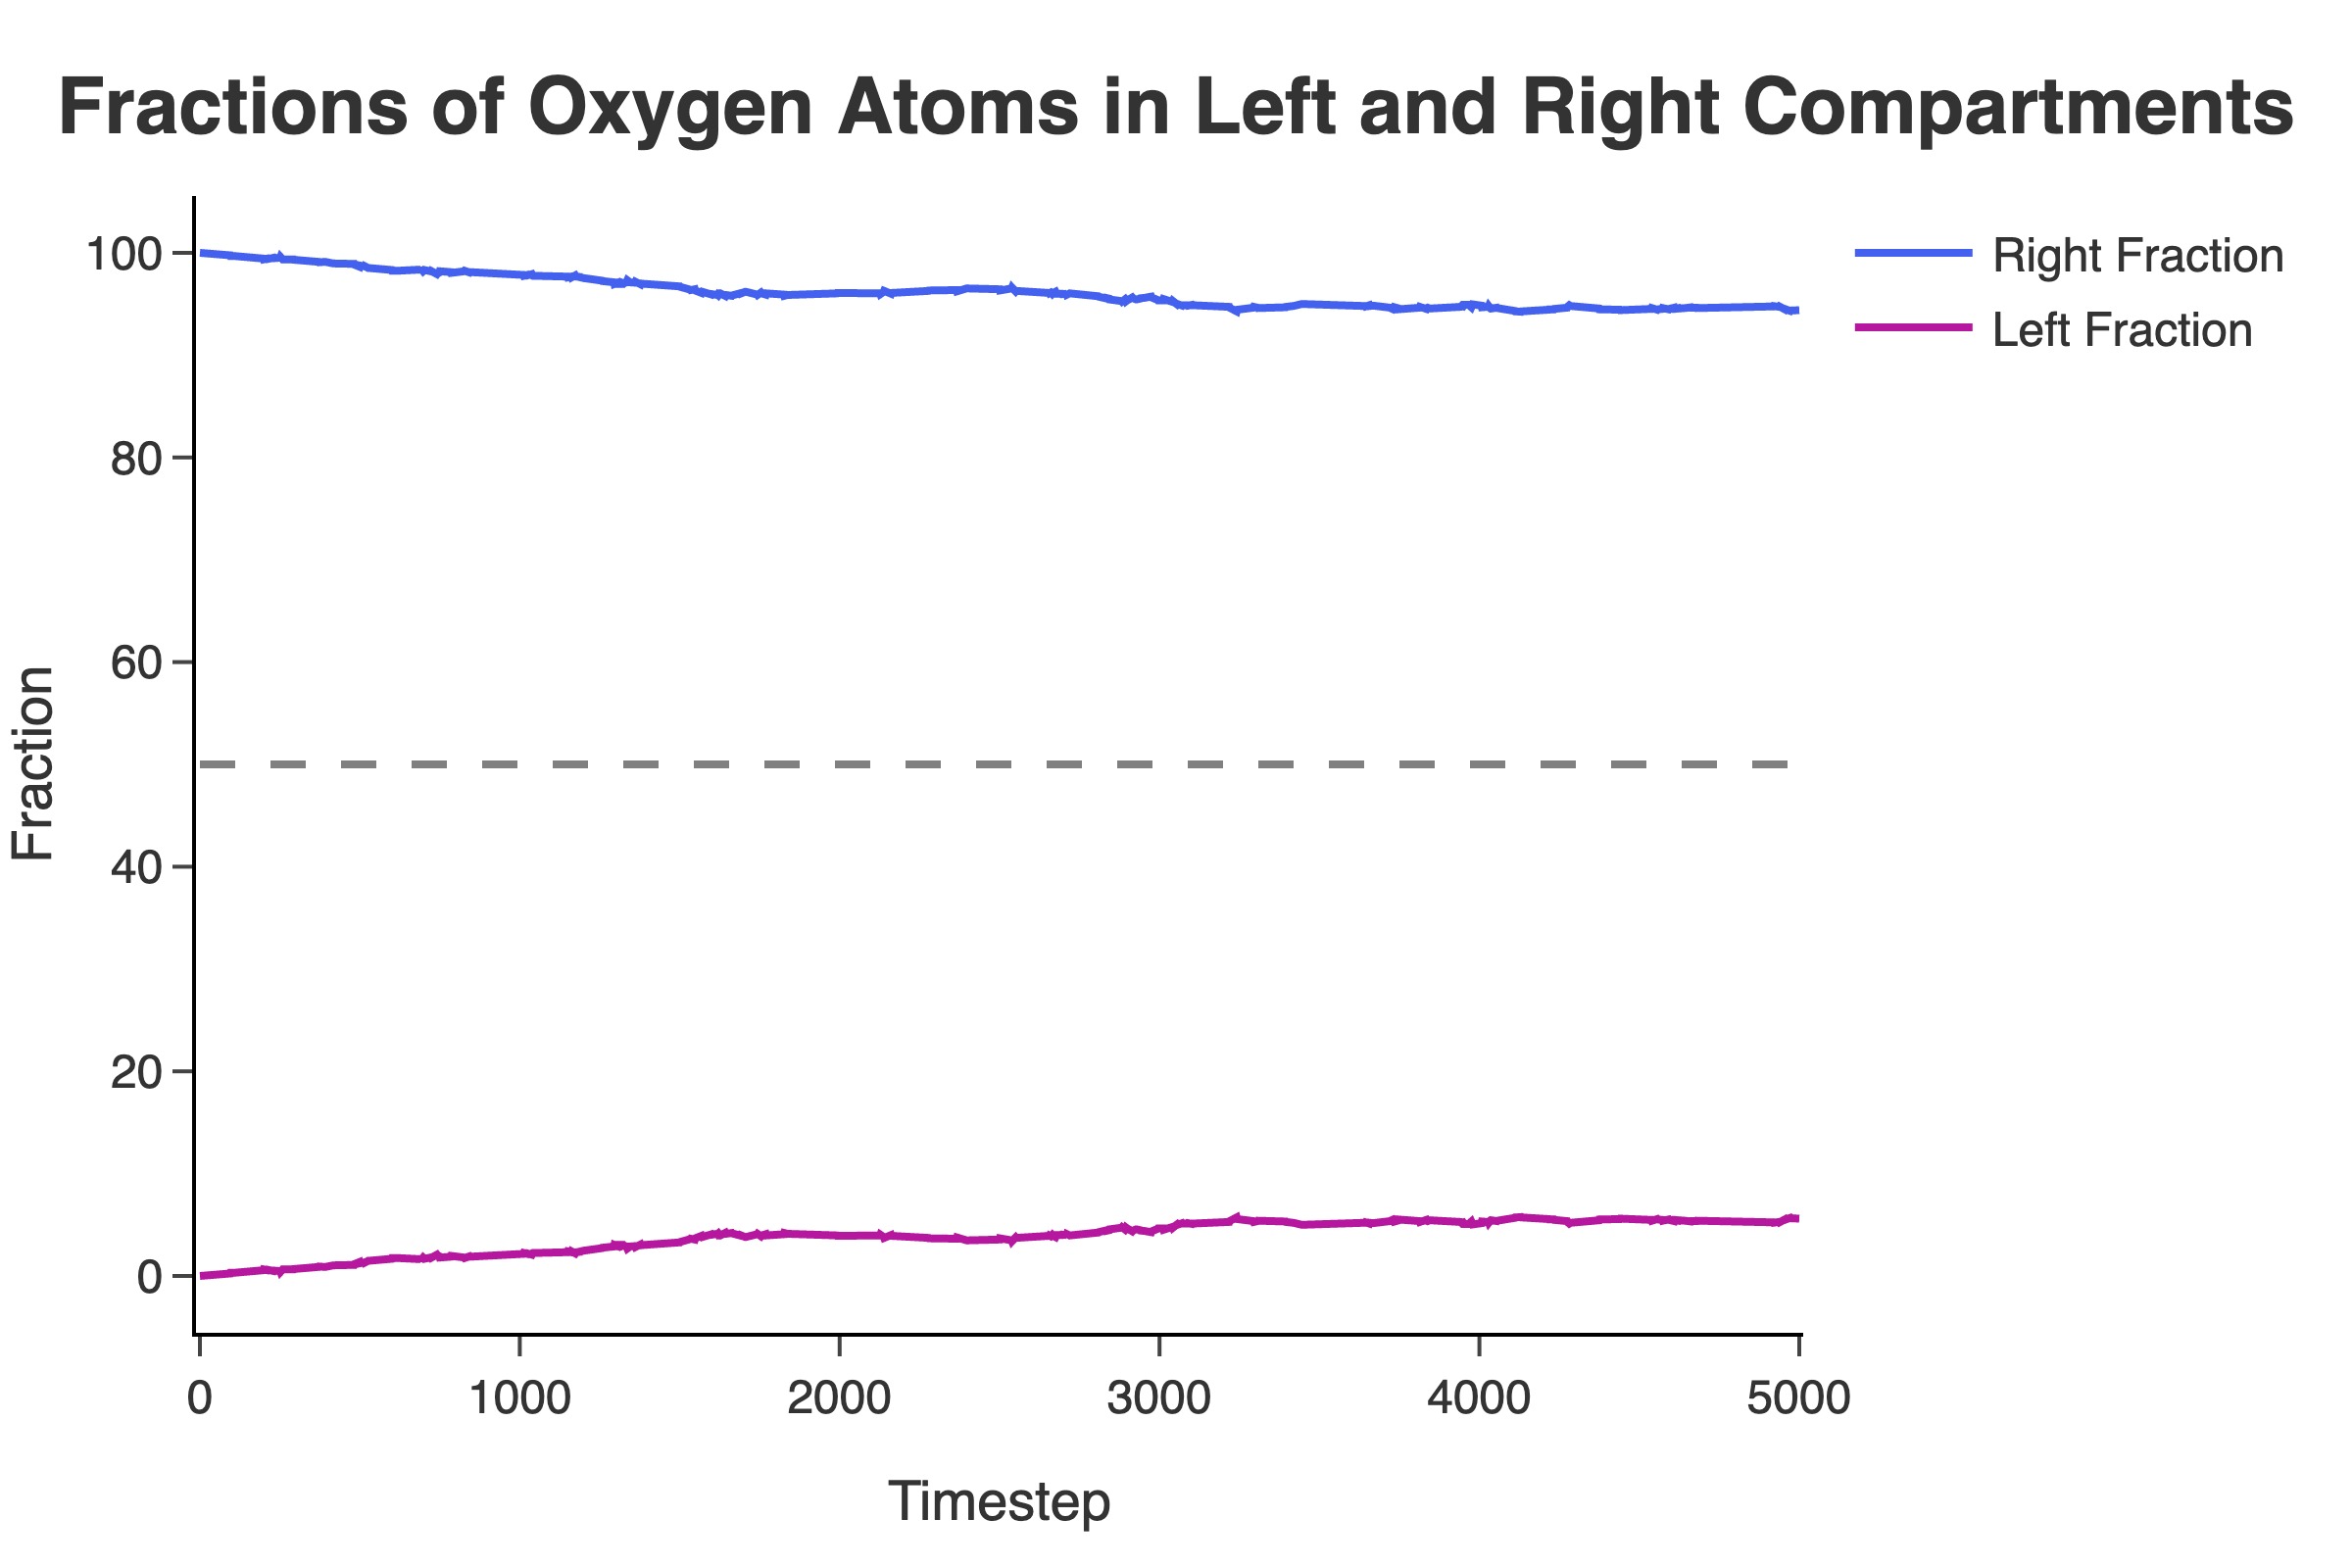 Fractions of Oxygen Atoms in Left and Right Compartments
Right Fraction
Left Fraction
100
80
60
40
20
0
Fraction
0 1000 2000 3000 4000 5000
Timestep